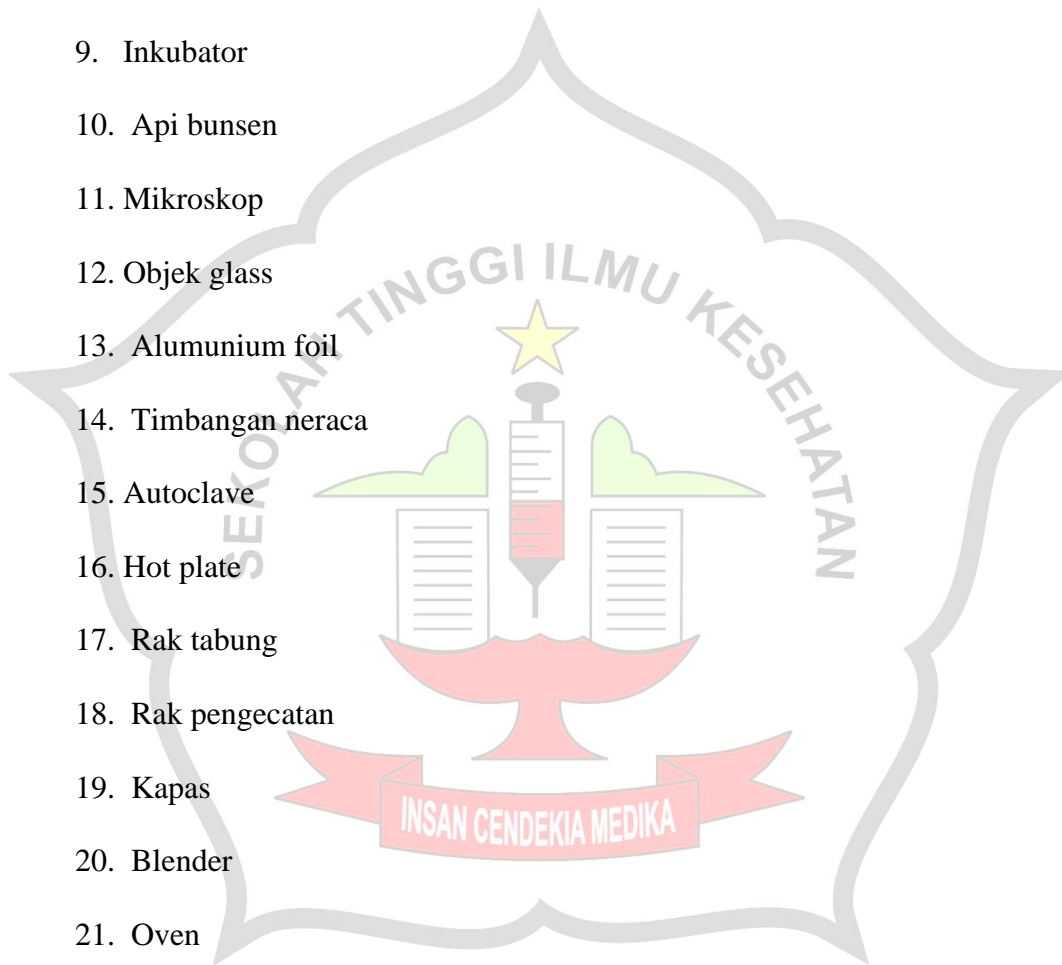 9. Inkubator
10. Api bunsen
11. Mikroskop
12. Objek glass
13. Alumunium foil
14. Timbangan neraca
15. Autoclave
16. Hot plate
17. Rak tabung
18. Rak pengecatan
19. Kapas
20. Blender
21. Oven
SEKOLAH TINGGI ILMU KESEHATAN
INSAN CENDEKIA MEDIKA